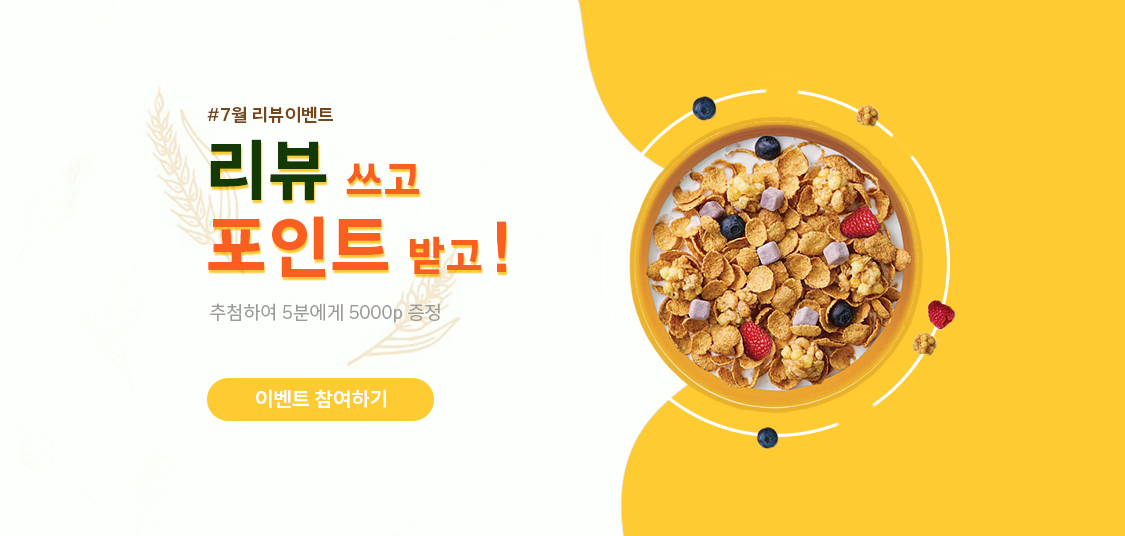 #7월 리뷰이벤트
리뷰 쓰고
포인트 받고!
추첨하여 5분에게 5000p 증정
이벤트 참여하기